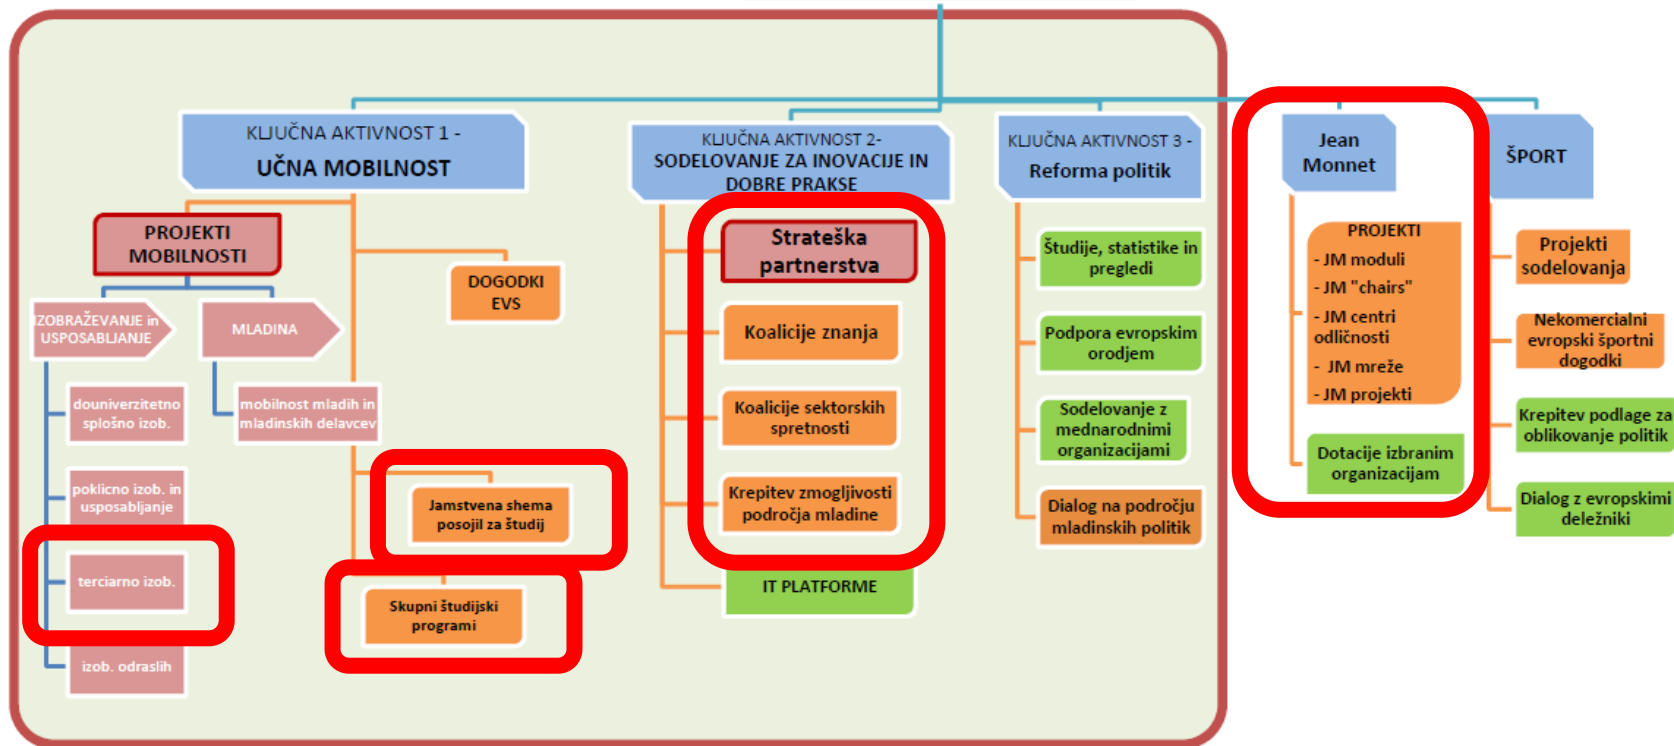 KLJUČNA AKTIVNOST 1 -
UČNA MOBILNOST
PROJEKTI
MOBILNOSTI
IZOBRAŽEVANJE in
USPOSABLJANJE
MLADINA
douniverzitetno
splošno izob.
poklicno izob. in
usposabljanje
terciarno izob.
izob. odraslih
mobilnost mladih in
mladinskih delavcev
DOGODKI
EVS
Jamstvena shema
posojil za študij
Skupni študijski
programi
KLJUČNA AKTIVNOST 2-
SODELOVANJE ZA INOVACIJE IN
DOBRE PRAKSE
Strateška
partnerstva
Koalicije znanja
Koalicije sektorskih
spretnosti
Krepitev zmogljivosti
področja mladine
IT PLATFORME
KLJUČNA AKTIVNOST 3 -
Reforma politik
Študije, statistike in
pregledi
Podpora evropskim
orodjem
Sodelovanje z
mednarodnimi
organizacijami
Dialog na področju
mladinskih politik
Jean
Monnet
PROJEKTI
- JM moduli
- JM "chairs"
- JM centri
odličnosti
- JM mreže
- JM projekti
Dotacije izbranim
organizacijam
ŠPORT
Projekti
sodelovanja
Nekomercialni
evropski športni
dogodki
Krepitev podlage za
oblikovanje politik
Dialog z evropskimi
deležniki